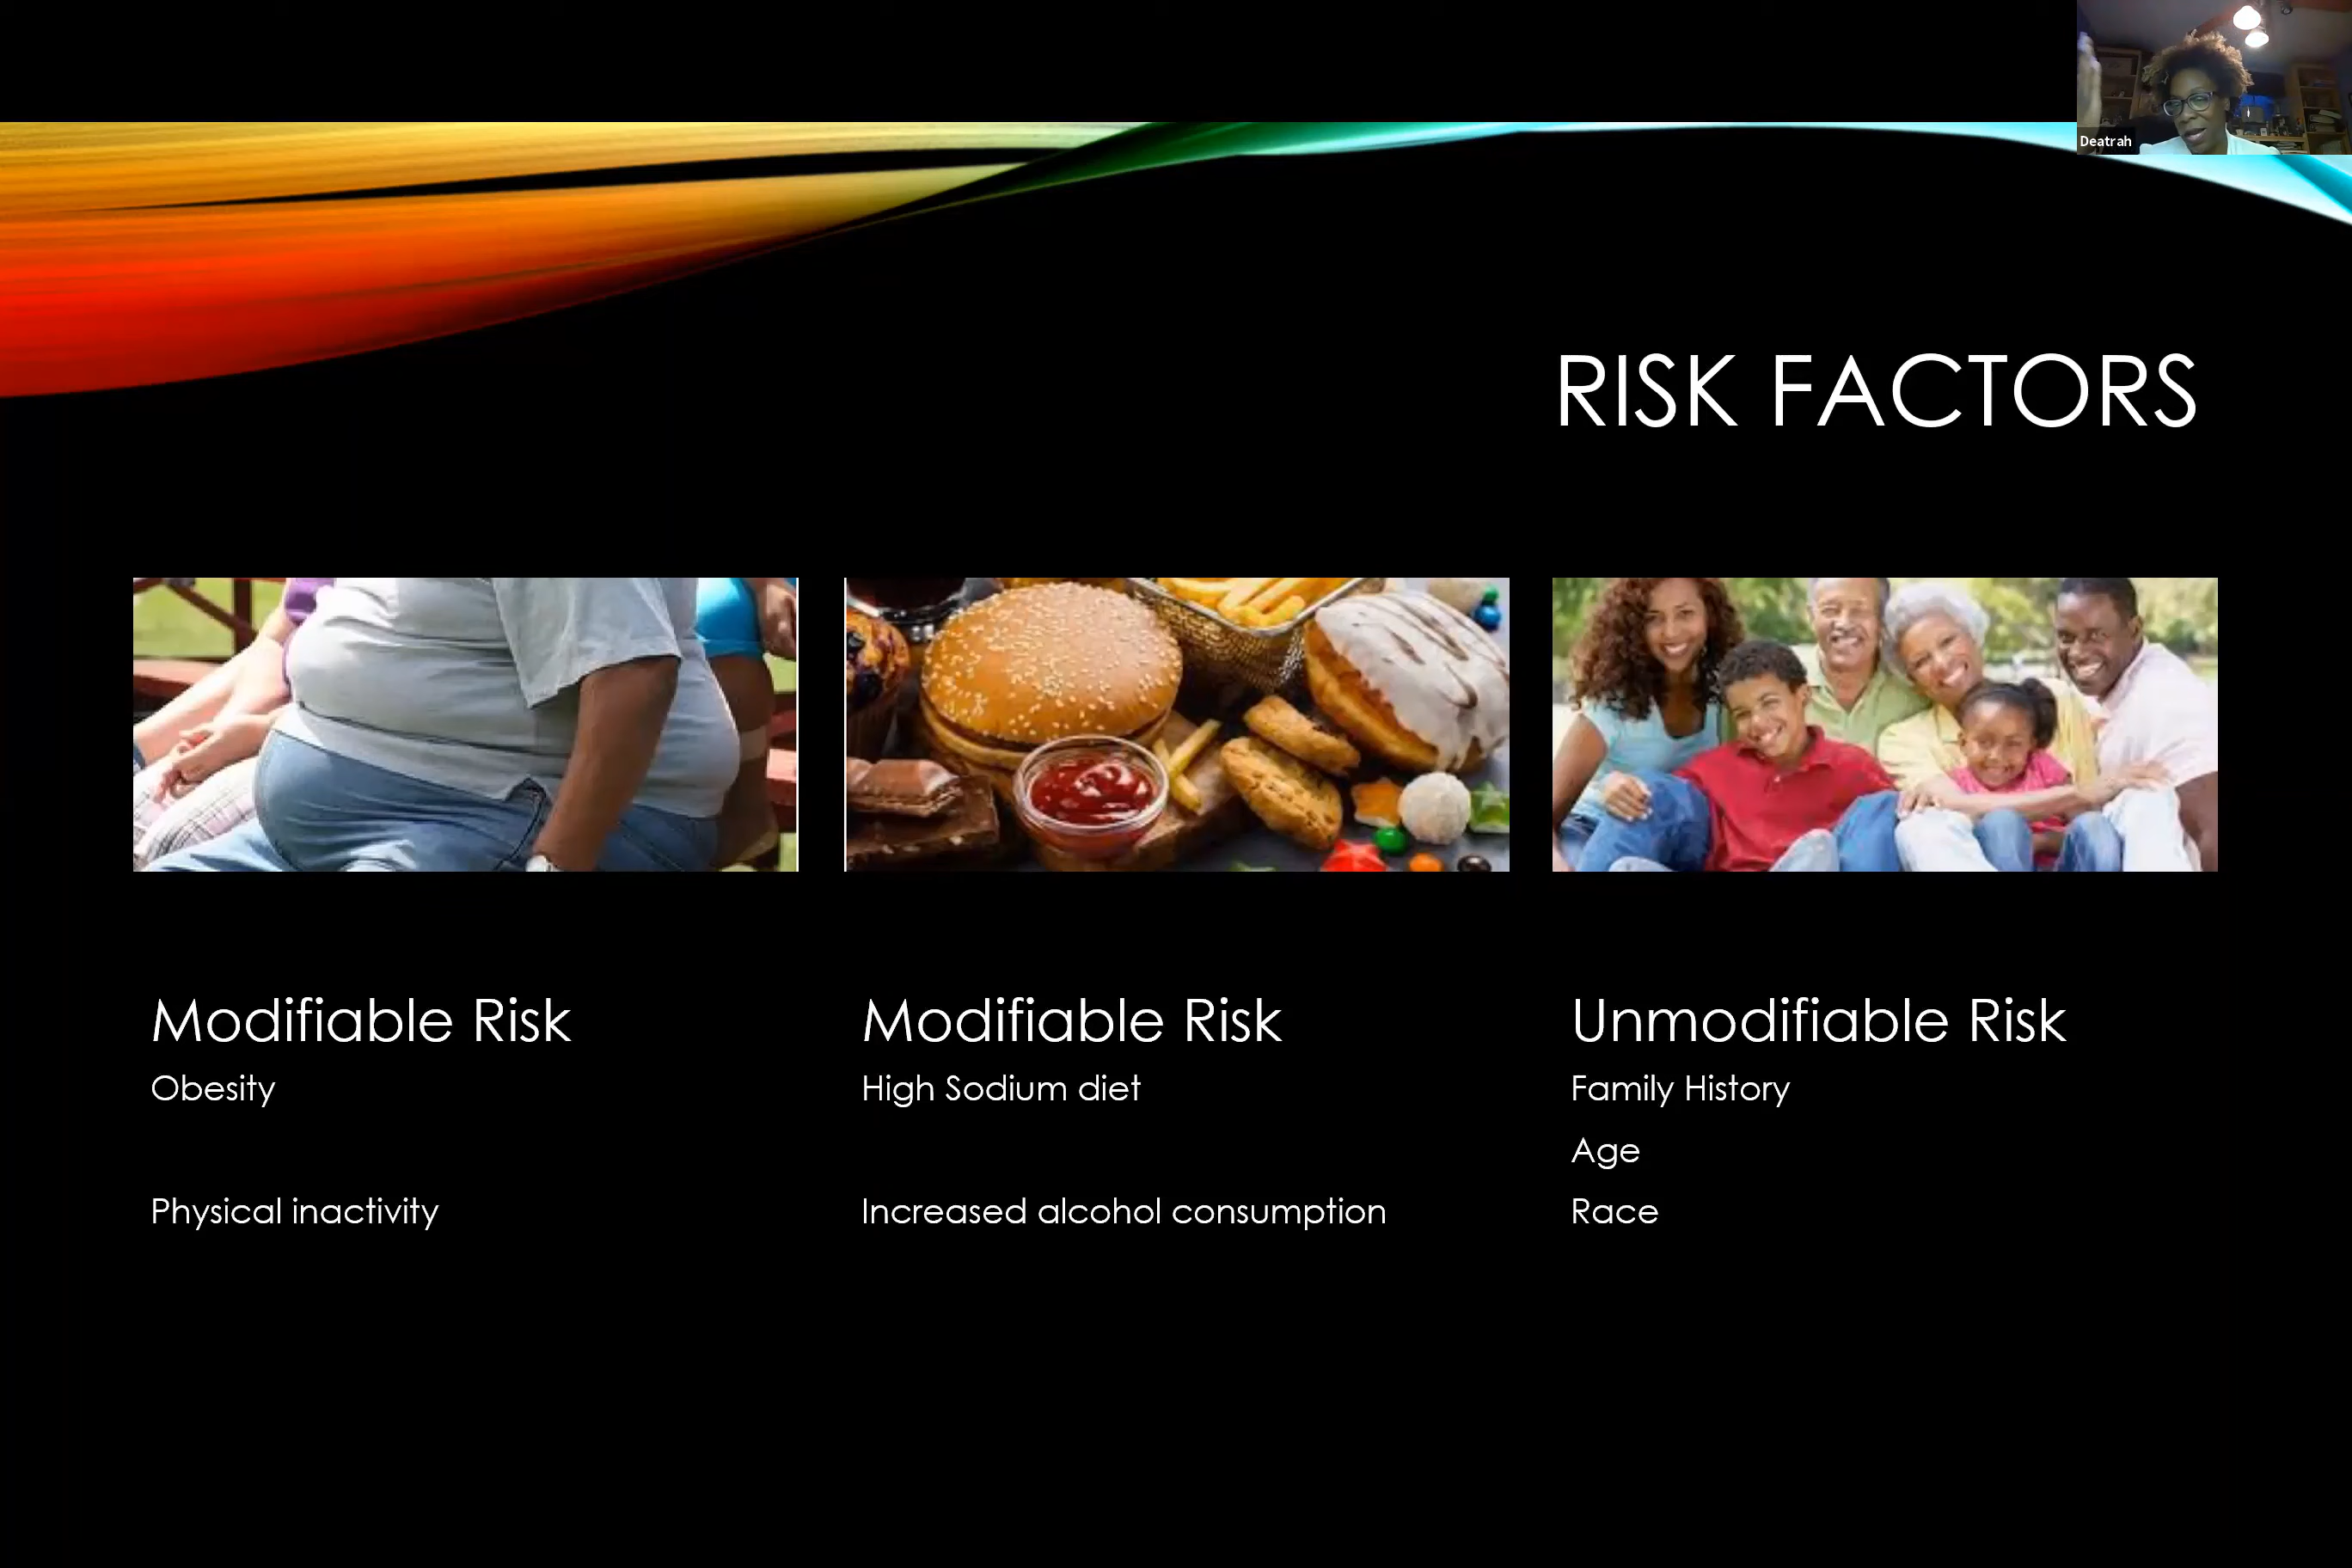 Deatrah
RISK FACTORS
Modifiable Risk
Obesity
Physical inactivity
Modifiable Risk
High Sodium diet
Increased alcohol consumption
Unmodifiable Risk
Family History
Age
Race